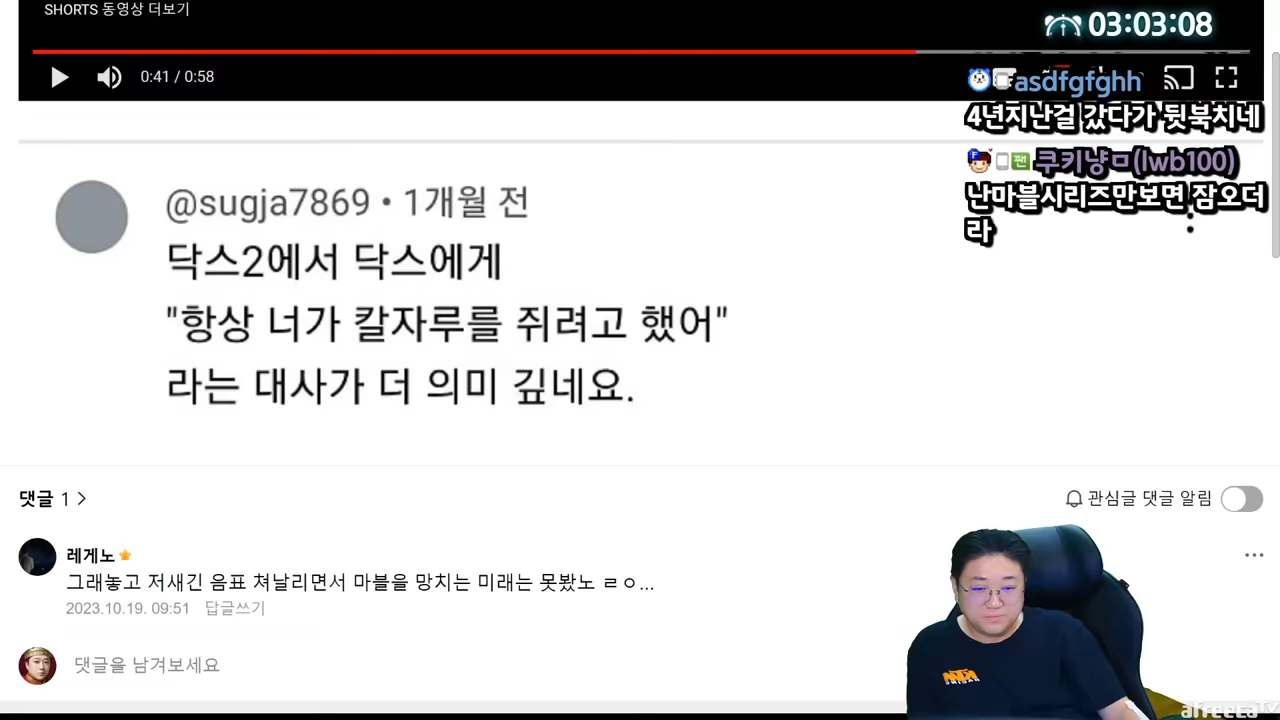 SHORTS 동영상 더보기
03:03:08
0:41 / 0:58
asdfgfghh
4년지난걸 갔다가 뒷북치네
팬 쿠키냥ㅁ(lwb100)
난마블시리즈만보면 잠오더
라
@sugja7869 • 1개월 전
닥스2에서 닥스에게
"항상 너가 칼자루를 쥐려고 했어"
라는 대사가 더 의미 깊네요.
댓글 1 >
관심글 댓글 알림
레게노
그래놓고 저새긴 음표 쳐날리면서 마블을 망치는 미래는 못봤노 ㄹㅇ...
2023.10.19. 09:51 답글쓰기
댓글을 남겨보세요
afreecaTV